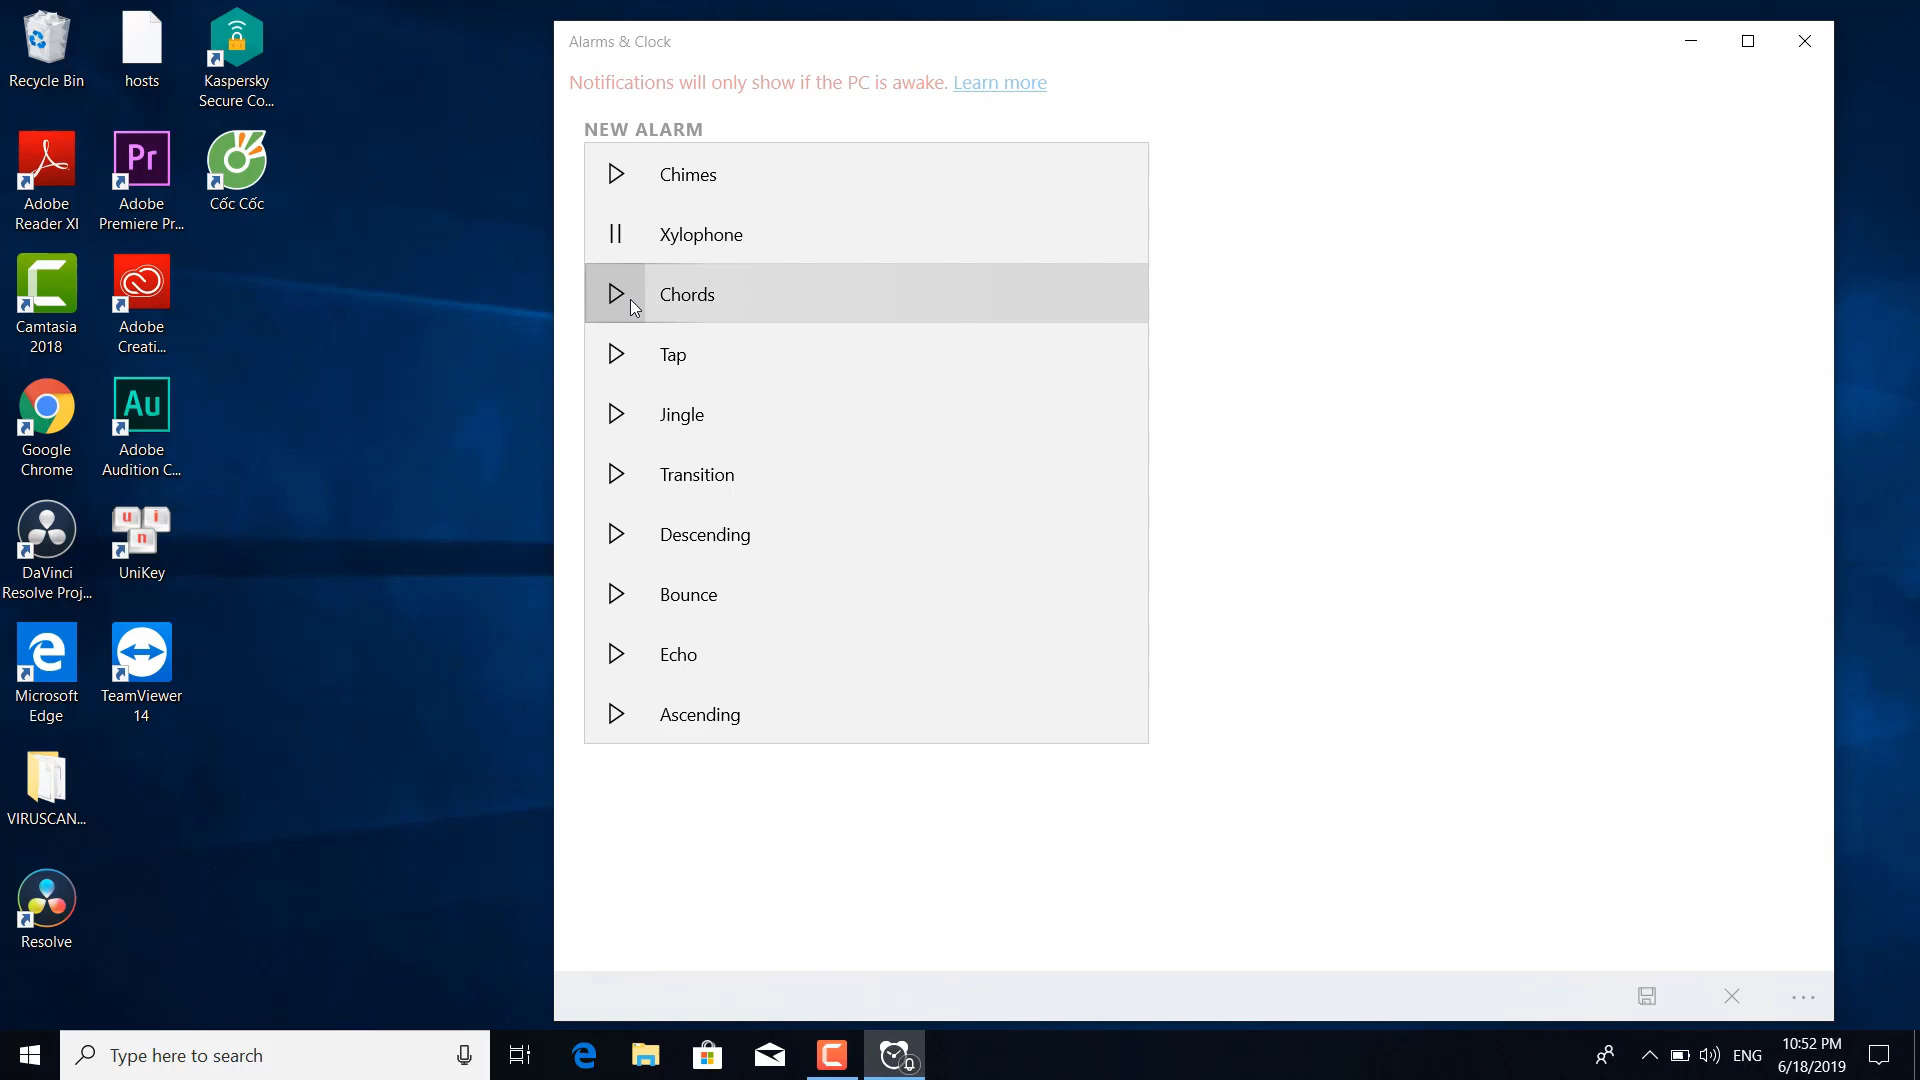 Recycle Bin
hosts
Kaspersky
Secure Co...
Adobe
Reader XI
Adobe
Premiere Pr...
Cốc Cốc
Camtasia
2018
Adobe
Creati...
Google
Chrome
Adobe
Audition C...
DaVinci
Resolve Proj...
UniKey
Microsoft
Edge
TeamViewer
14
VIRUSCAN...
Resolve
Pr
Au
u i
n
Alarms & Clock
Notifications will only show if the PC is awake. Learn more
NEW ALARM
Chimes
Xylophone
Chords
Tap
Jingle
Transition
Descending
Bounce
Echo
Ascending
Type here to search
ENG
10:52 PM
6/18/2019